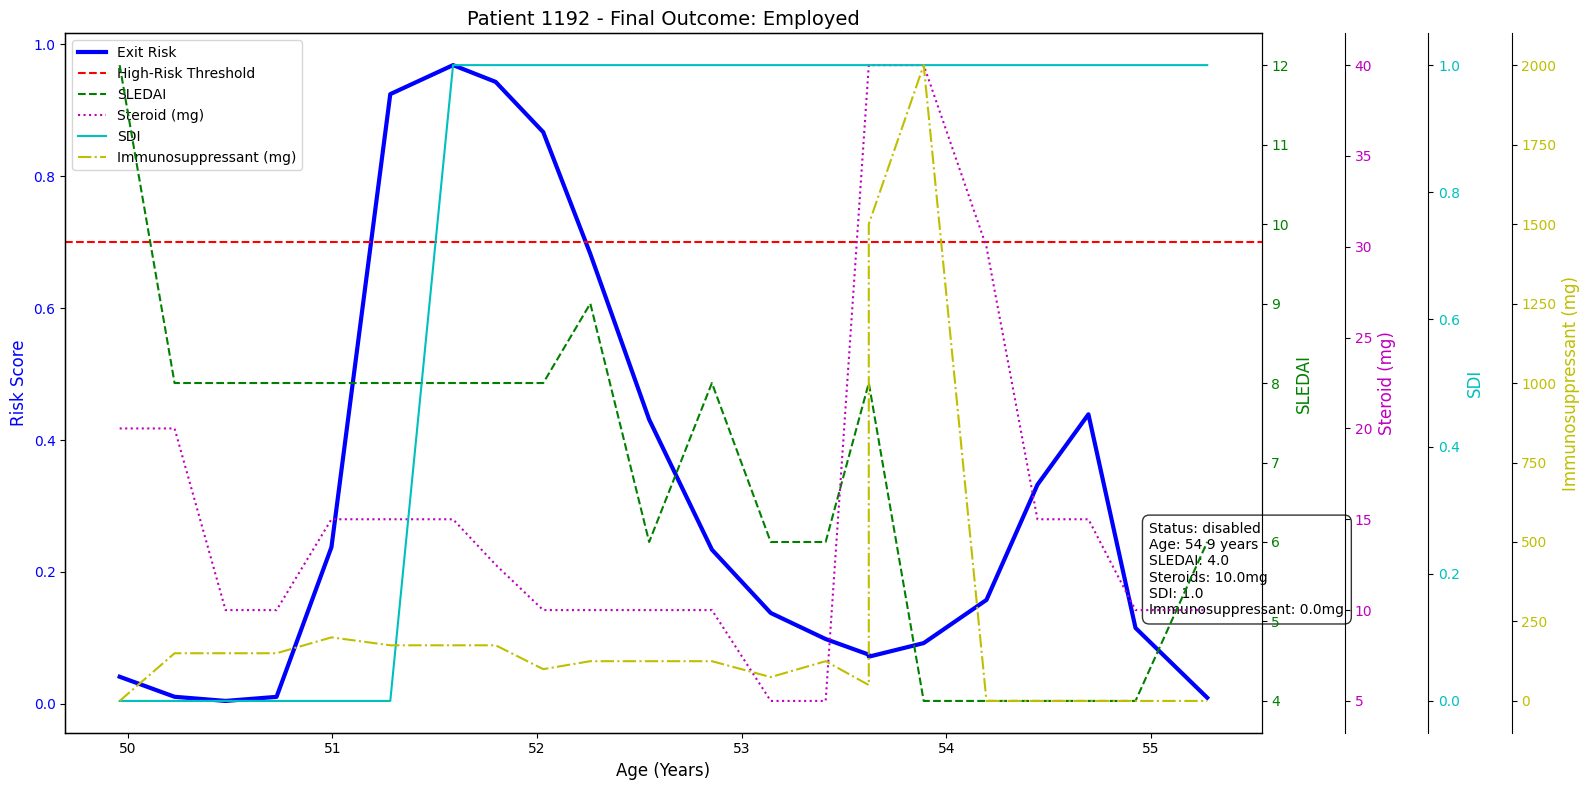 Patient 1192 - Final Outcome: Employed
Exit Risk
High-Risk Threshold
SLEDAI
Steroid (mg)
SDI
Immunosuppressant (mg)
Risk Score
1.0
0.8
0.6
0.4
0.2
0.0
50
51
52
53
54
55
Age (Years)
12
11
10
9
8
7
6
5
4
SLEDAI
40
35
30
25
20
15
10
5
Steroid (mg)
1.0
0.8
0.6
0.4
0.2
0.0
SDI
2000
1750
1500
1250
1000
750
500
250
0
Immunosuppressant (mg)
Status: disabled
Age: 54.9 years
SLEDAI: 4.0
Steroids: 10.0mg
SDI: 1.0
Immunosuppressant: 0.0mg